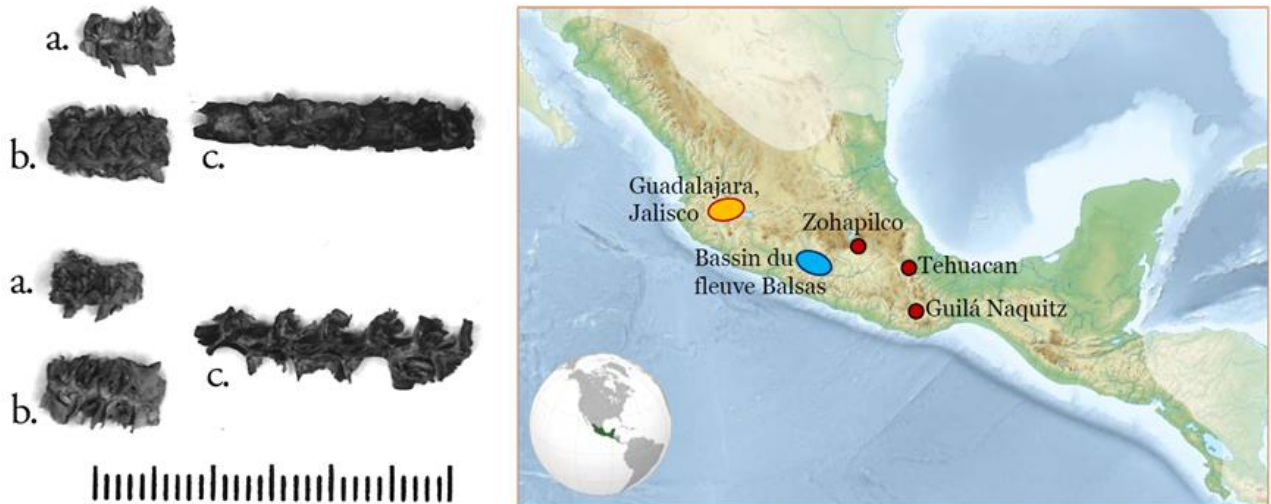 a.
b.
c.
a.
b.
c.
Guadalajara,
Jalisco
Zohapilco
Bassin du
fleuve Balsas
Tehuacan
Guilá Naquitz